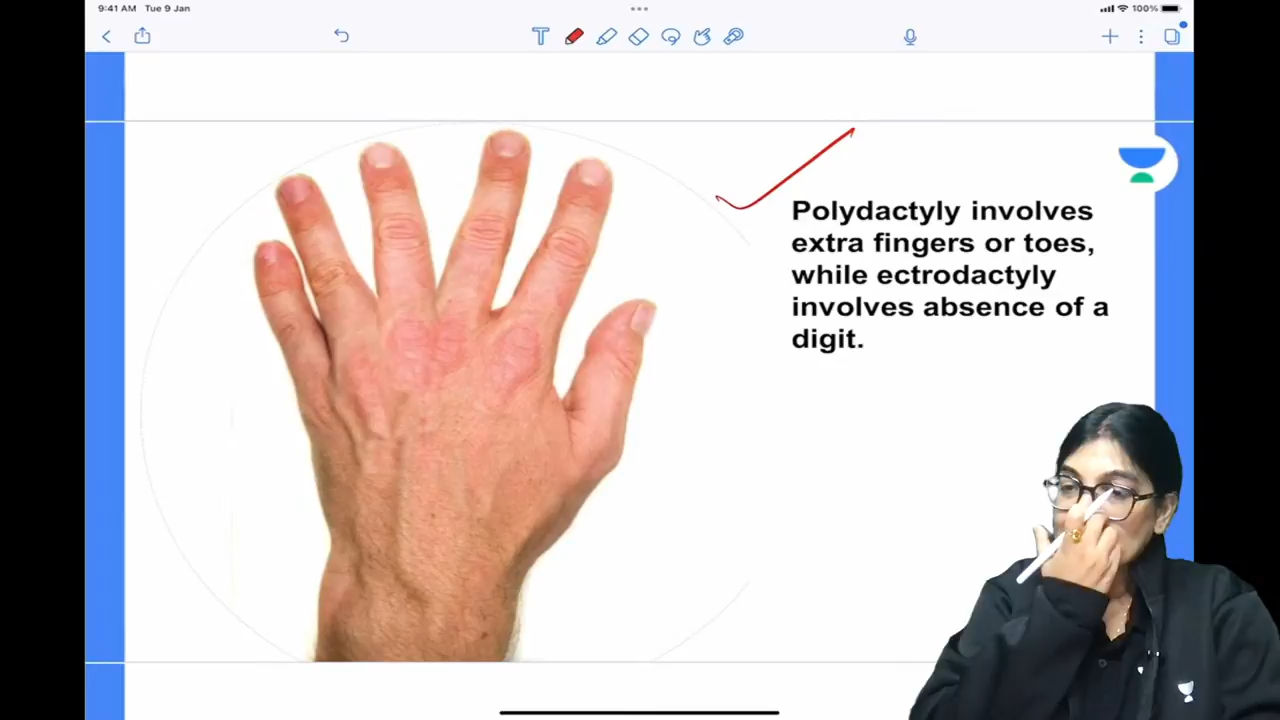 9:41 AM Tue 9 Jan
100%
T
Polydactyly involves
extra fingers or toes,
while ectrodactyly
involves absence of a
digit.